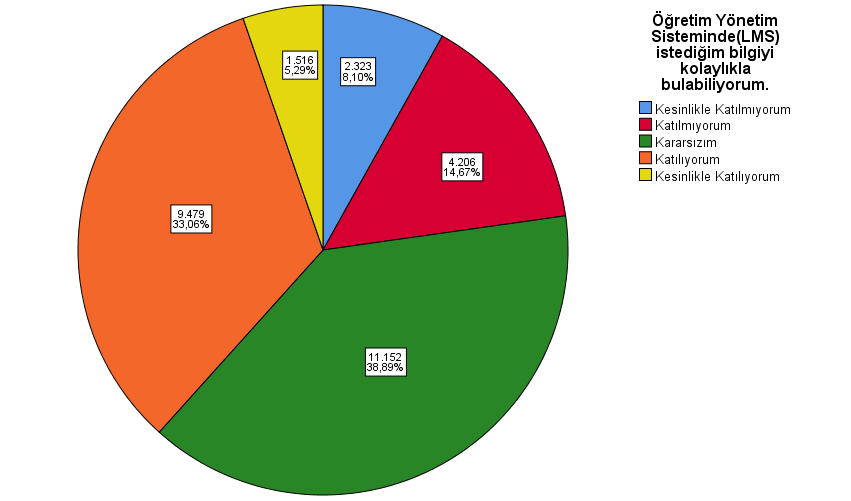 Öğretim Yönetim
Sisteminde(LMS)
istediğim bilgiyi
kolaylıkla
bulabiliyorum.
Kesinlikle Katılmıyorum
Katılmıyorum
Kararsızım
Katılıyorum
Kesinlikle Katılıyorum
1.516
5,29%
2.323
8,10%
4.206
14,67%
9.479
33,06%
11.152
38,89%